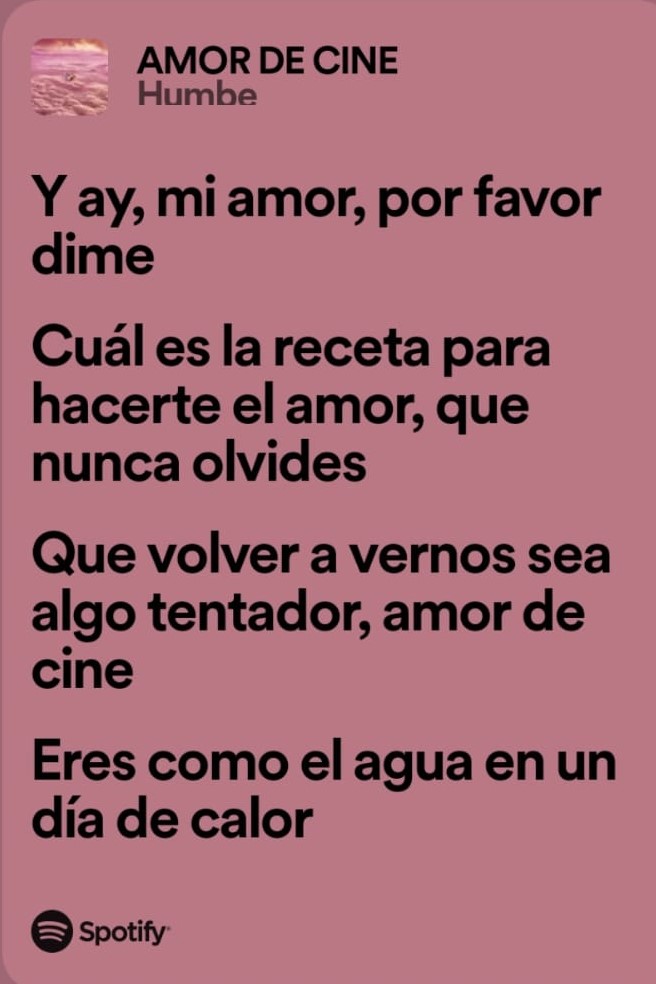 AMOR DE CINE
Humbe
Y ay, mi amor, por favor
dime
Cuál es la receta para
hacerte el amor, que
nunca olvides
Que volver a vernos sea
algo tentador, amor de
cine
Eres como el agua en un
día de calor
Spotify